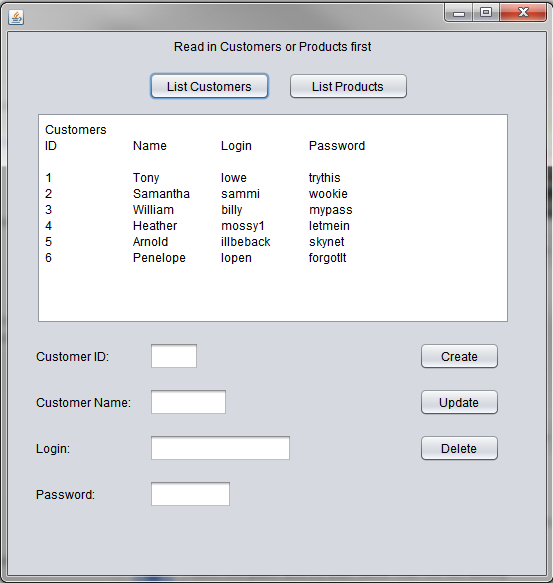 Read in Customers or Products first
List Customers List Products
Customers
ID Name Login Password
1 Tony lowe trythis
2 Samantha sammi wookie
3 William billy mypass
4 Heather mossy1 letmein
5 Arnold illbeback skynet
6 Penelope lopen forgotIt
Customer ID: Create
Customer Name: Update
Login: Delete
Password: